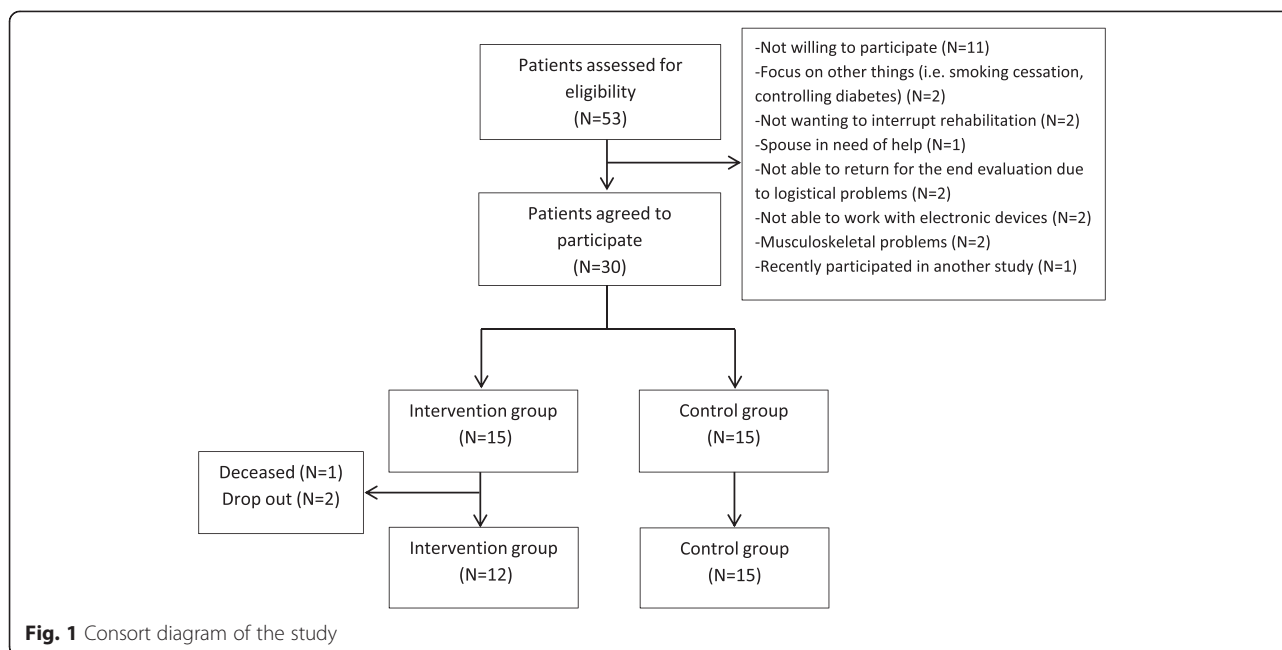 Patients assessed for
eligibility
(N=53)
-Not willing to participate (N=11)
-Focus on other things (i.e. smoking cessation,
controlling diabetes) (N=2)
-Not wanting to interrupt rehabilitation (N=2)
-Spouse in need of help (N=1)
-Not able to return for the end evaluation due
to logistical problems (N=2)
-Not able to work with electronic devices (N=2)
-Musculoskeletal problems (N=2)
-Recently participated in another study (N=1)
Patients agreed to
participate
(N=30)
Intervention group
(N=15)
Control group
(N=15)
Deceased (N=1)
Drop out (N=2)
Intervention group
(N=12)
Control group
(N=15)
Fig. 1 Consort diagram of the study